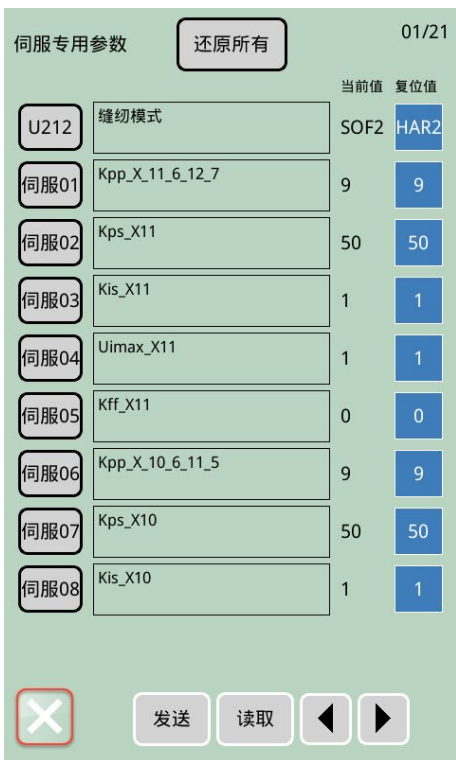 伺服专用参数 还原所有 01/21
当前值 复位值
U212 缝纫模式 SOF2 HAR2
伺服01 Kpp_X_11_6_12_7 9 9
伺服02 Kps_X11 50 50
伺服03 Kis_X11 1 1
伺服04 Uimax_X11 1 1
伺服05 Kff_X11 0 0
伺服06 Kpp_X_10_6_11_5 9 9
伺服07 Kps_X10 50 50
伺服08 Kis_X10 1 1
发送 读取